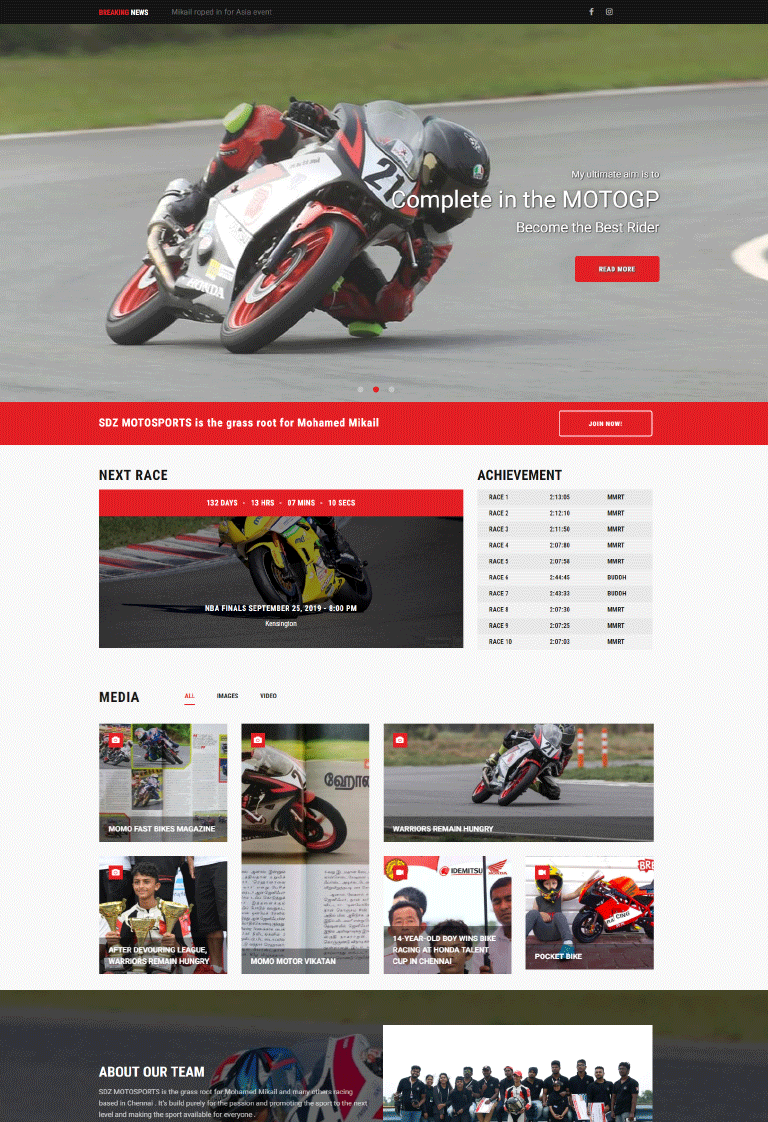 BREAKING NEWS
Mikail roped in for Asia event
21
HONDA
My ultimate aim is to
Complete in the MOTOGP
Become the Best Rider
READ MORE
SDZ MOTOSPORTS is the grass root for Mohamed Mikail
JOIN NOW!
NEXT RACE
132 DAYS - 13 HRS - 07 MINS - 10 SECS
NBA FINALS SEPTEMBER 25, 2019 - 8:00 PM
Kensington
ACHIEVEMENT
RACE 1 2:13:05 MMRT
RACE 2 2:12:10 MMRT
RACE 3 2:11:50 MMRT
RACE 4 2:07:80 MMRT
RACE 5 2:07:58 MMRT
RACE 6 2:44:45 BUDDH
RACE 7 2:43:33 BUDDH
RACE 8 2:07:30 MMRT
RACE 9 2:07:25 MMRT
RACE 10 2:07:03 MMRT
MEDIA
ALL
IMAGES
VIDEO
MOMO FAST BIKES MAGAZINE
ஹோண
MOMO MOTOR VIKATAN
WARRIORS REMAIN HUNGRY
AFTER DEVOURING LEAGUE,
WARRIORS REMAIN HUNGRY
IDEMITSU
HONDA
14-YEAR-OLD BOY WINS BIKE
RACING AT HONDA TALENT
CUP IN CHENNAI
BRE
POCKET BIKE
ABOUT OUR TEAM
SDZ MOTOSPORTS is the grass root for Mohamed Mikail and many others racing
based in Chennai . It's build purely for the passion and promoting the sport to the next
level and making the sport available for everyone .